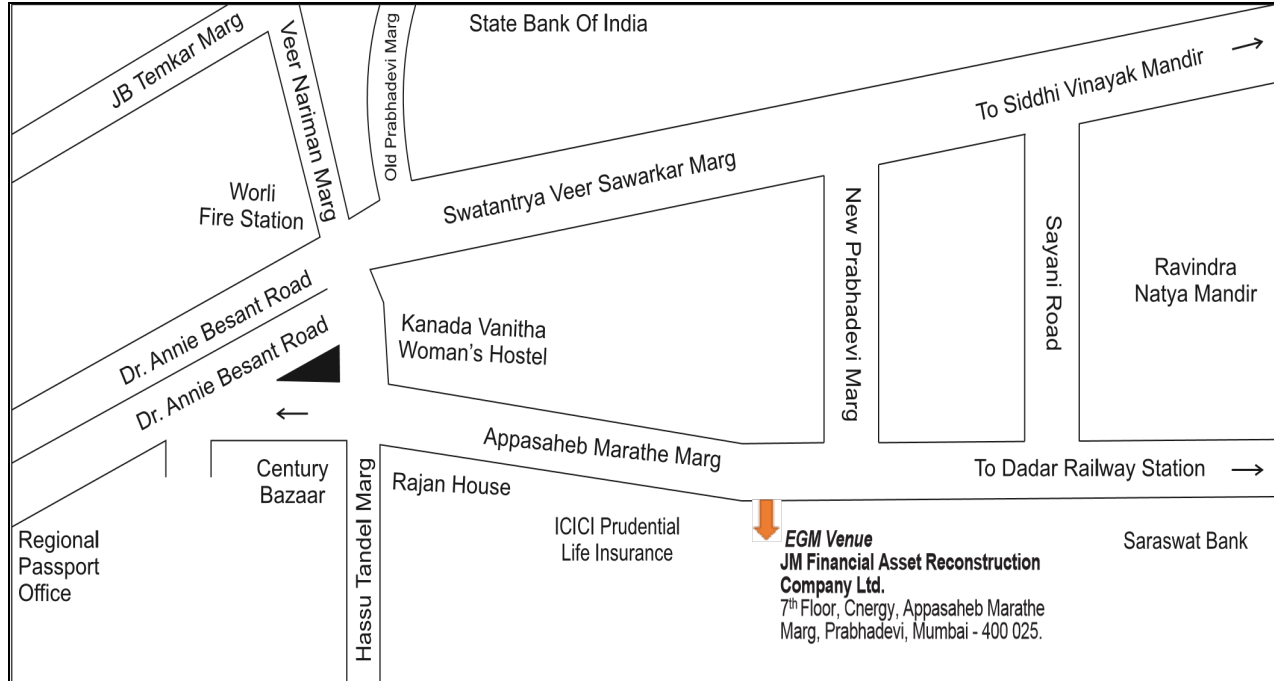 State Bank Of India
JB Temkar Marg
Veer Nariman Marg
Old Prabhadevi Marg
To Siddhi Vinayak Mandir
Swatantrya Veer Sawarkar Marg
Worli
Fire Station
New Prabhadevi Marg
Sayani Road
Ravindra
Natya Mandir
Dr. Annie Besant Road
Dr. Annie Besant Road
Kanada Vanitha
Woman's Hostel
Appasaheb Marathe Marg
To Dadar Railway Station
Century
Bazaar
Hassu Tandel Marg
Rajan House
ICICI Prudential
Life Insurance
Regional
Passport
Office
EGM Venue
JM Financial Asset Reconstruction
Company Ltd.
7th Floor, Cnergy, Appasaheb Marathe
Marg, Prabhadevi, Mumbai - 400 025.
Saraswat Bank